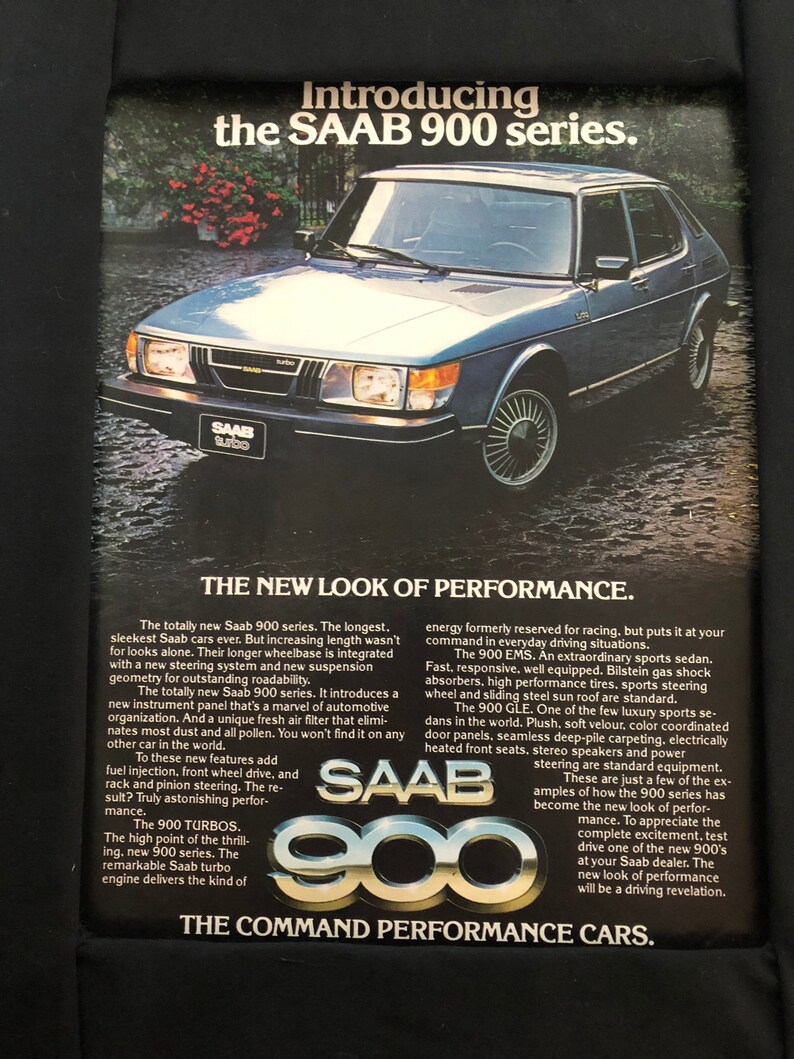 Introducing
the SAAB 900 series.
turbo
turbo
SAAB
SAAB
turbo
THE NEW LOOK OF PERFORMANCE.
The totally new Saab 900 series. The longest,
sleekest Saab cars ever. But increasing length wasn't
for looks alone. Their longer wheelbase is integrated
with a new steering system and new suspension
geometry for outstanding roadability.
The totally new Saab 900 series. It introduces a
new instrument panel that's a marvel of automotive
organization. And a unique fresh air filter that elimi-
nates most dust and all pollen. You won't find it on any
other car in the world.
To these new features add
fuel injection, front wheel drive, and
rack and pinion steering. The re-
sult? Truly astonishing perfor-
mance.
The 900 TURBOS.
The high point of the thrill-
ing, new 900 series. The
remarkable Saab turbo
engine delivers the kind of
energy formerly reserved for racing, but puts it at your
command in everyday driving situations.
The 900 EMS. An extraordinary sports sedan.
Fast, responsive, well equipped. Bilstein gas shock
absorbers, high performance tires, sports steering
wheel and sliding steel sun roof are standard.
The 900 GLE. One of few luxury sports se-
dans in the world. Plush, soft velour, color coordinated
door panels, seamless deep-pile carpeting, electrically
heated front seats, stereo speakers and power
steering are standard equipment.
These are just a few of the ex-
amples of how the 900 series has
become the new look of perfor-
mance. To appreciate the
complete excitement, test
drive one of the new 900's
at your Saab dealer. The
new look of performance
will be a driving revelation.
SAAB
900
THE COMMAND PERFORMANCE CARS.